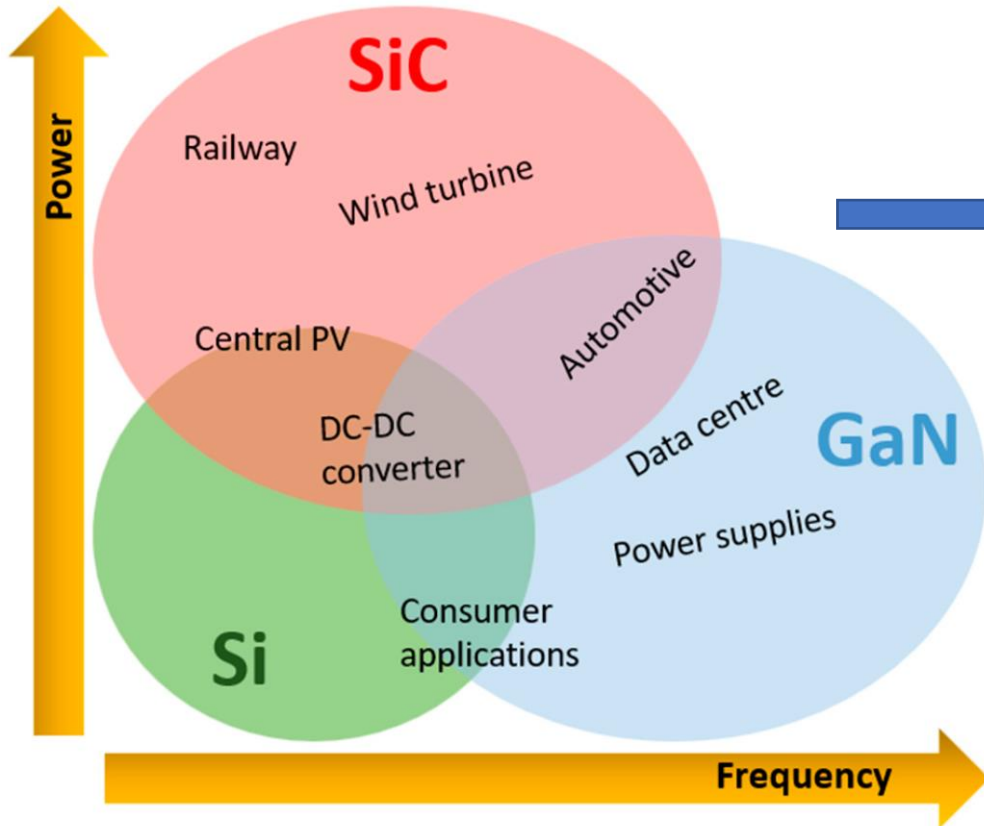 SiC
Power
Railway
Wind turbine
Automotive
Central PV
DC-DC
converter
Data centre
GaN
Power supplies
Consumer
applications
Si
Frequency